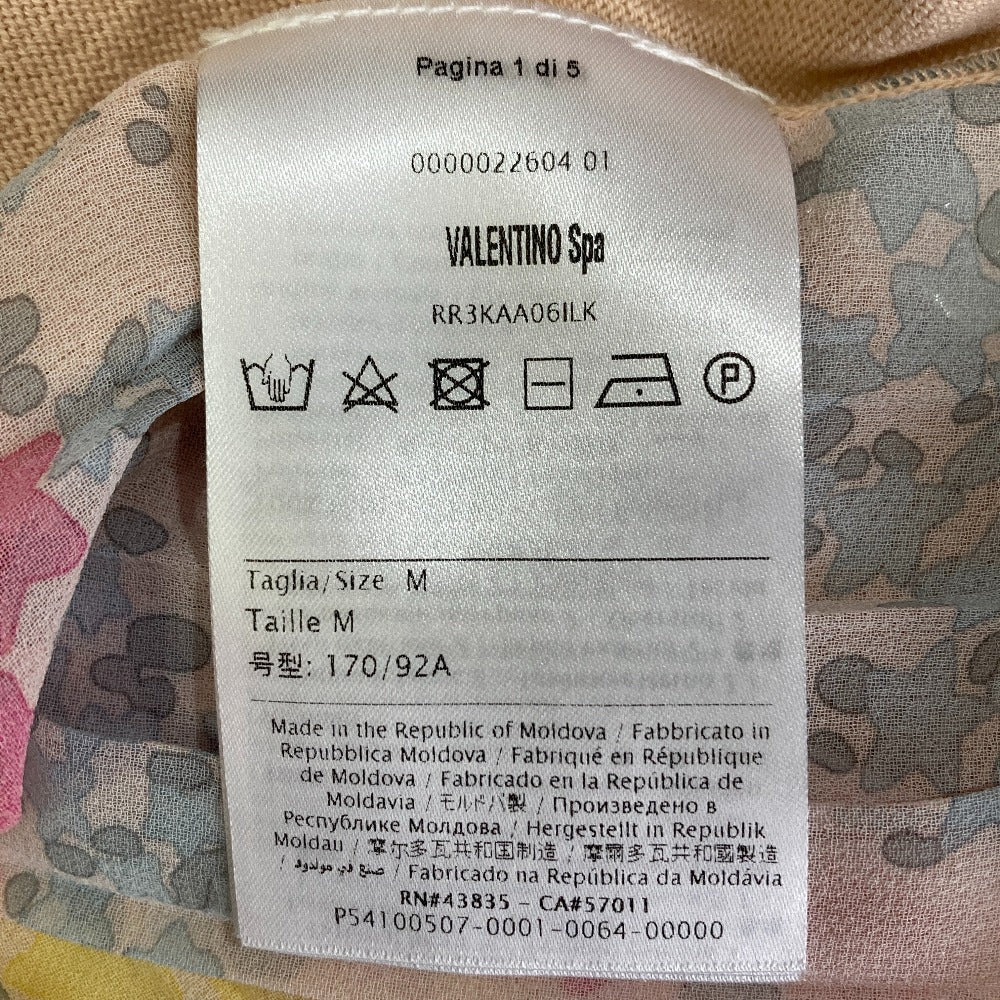 Pagina 1 di 5
0000022604 01
VALENTINO Spa
RR3KAA06ILK
P
Taglia/Size M
Taille M
号型: 170/92A
Made in the Republic of Moldova / Fabbricato in
Repubblica Moldova / Fabriqué en République
de Moldova / Fabricado en la República de
Moldavia / モルドバ製 / Произведено в
Республике Молдова / Hergestellt in Republik
Moldau / 摩尔多瓦共和国制造 / 摩爾多瓦共和國製造
/ صنع في مولدوفا / Fabricado na República da Moldávia
RN#43835 - CA#57011
P54100507-0001-0064-00000